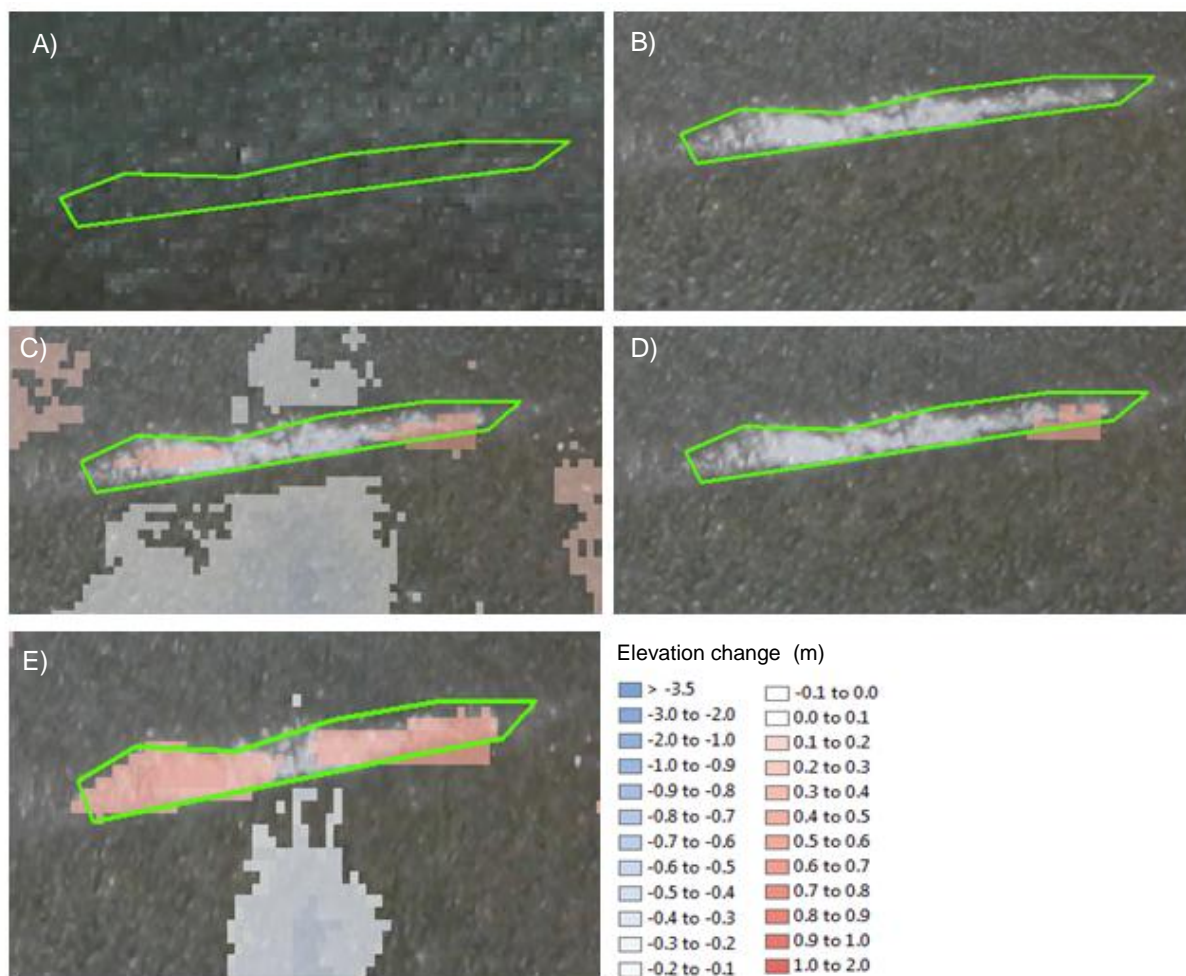 A)
B)
C)
D)
E)
Elevation change (m)
> -3.5
-3.0 to -2.0
-2.0 to -1.0
-1.0 to -0.9
-0.9 to -0.8
-0.8 to -0.7
-0.7 to -0.6
-0.6 to -0.5
-0.5 to -0.4
-0.4 to -0.3
-0.3 to -0.2
-0.2 to -0.1
-0.1 to 0.0
0.0 to 0.1
0.1 to 0.2
0.2 to 0.3
0.3 to 0.4
0.4 to 0.5
0.5 to 0.6
0.6 to 0.7
0.7 to 0.8
0.8 to 0.9
0.9 to 1.0
1.0 to 2.0